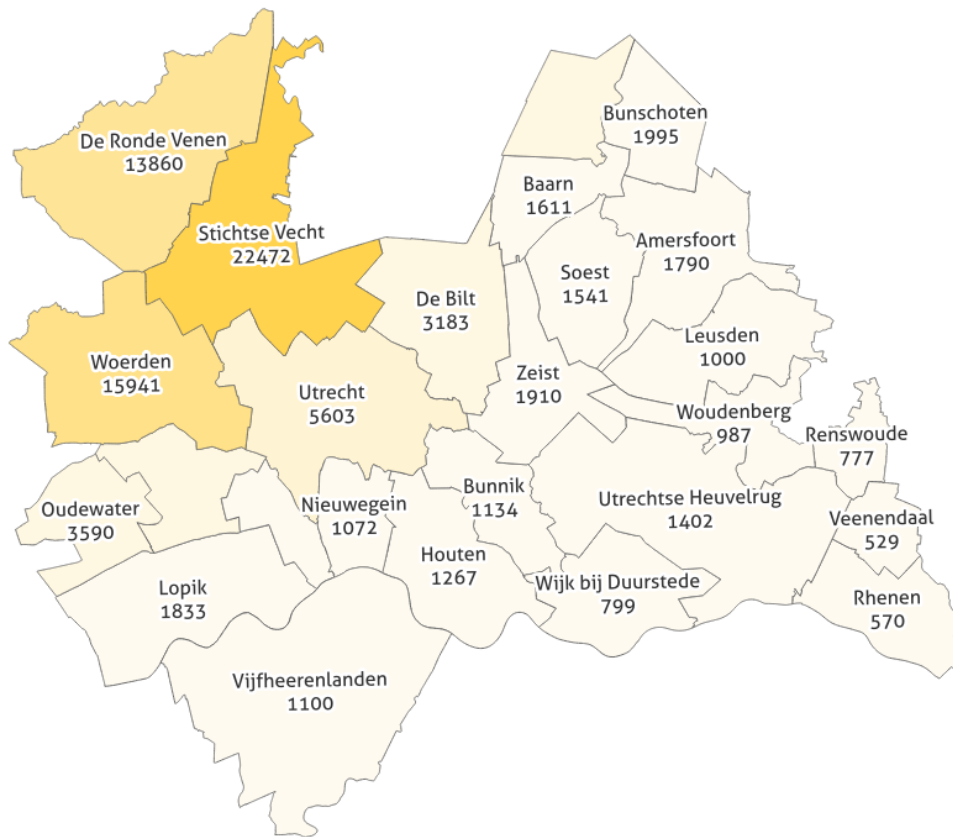 Bunschoten
1995
De Ronde Venen
13860
Baarn
1611
Stichtse Vecht
22472
Amersfoort
1790
Soest
1541
De Bilt
3183
Leusden
1000
Woerden
15941
Zeist
1910
Utrecht
5603
Woudenberg
987
Renswoude
777
Oudewater
3590
Nieuwegein
1072
Bunnik
1134
Utrechtse Heuvelrug
1402
Veenendaal
529
Houten
1267
Lopik
1833
Wijk bij Duurstede
799
Rhenen
570
Vijfheerenlanden
1100